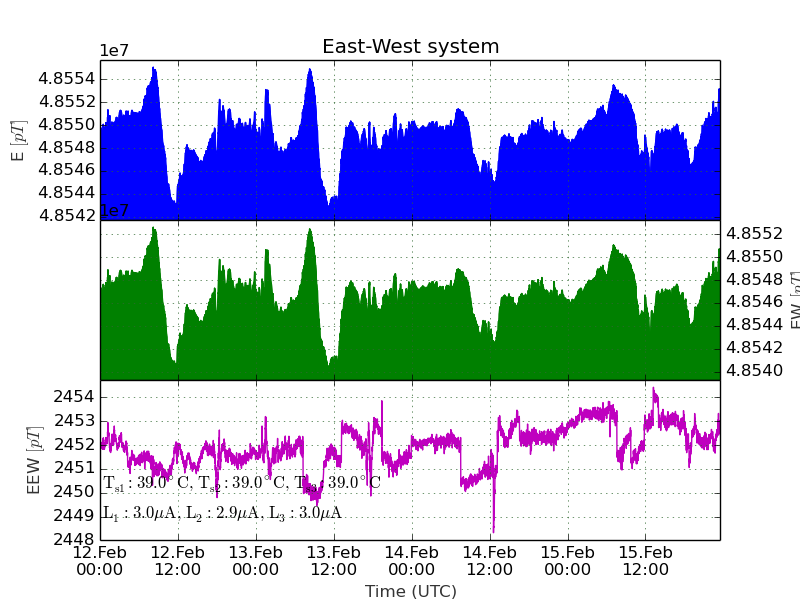 East-West system
1e7
4.8554
4.8552
4.8550
4.8548
4.8546
4.8544
4.8542
E [pT]
1e7
4.8552
4.8550
4.8548
4.8546
4.8544
4.8542
4.8540
EW [pT]
2454
2453
2452
2451
2450
2449
2448
EEW [pT]
T_s1 : 39.0°C, T_s2 : 39.0°C, T_s3 : 39.0°C
L_1 : 3.0μA, L_2 : 2.9μA, L_3 : 3.0μA
12.Feb 12.Feb 13.Feb 13.Feb 14.Feb 14.Feb 15.Feb 15.Feb
00:00 12:00 00:00 12:00 00:00 12:00 00:00 12:00
Time (UTC)